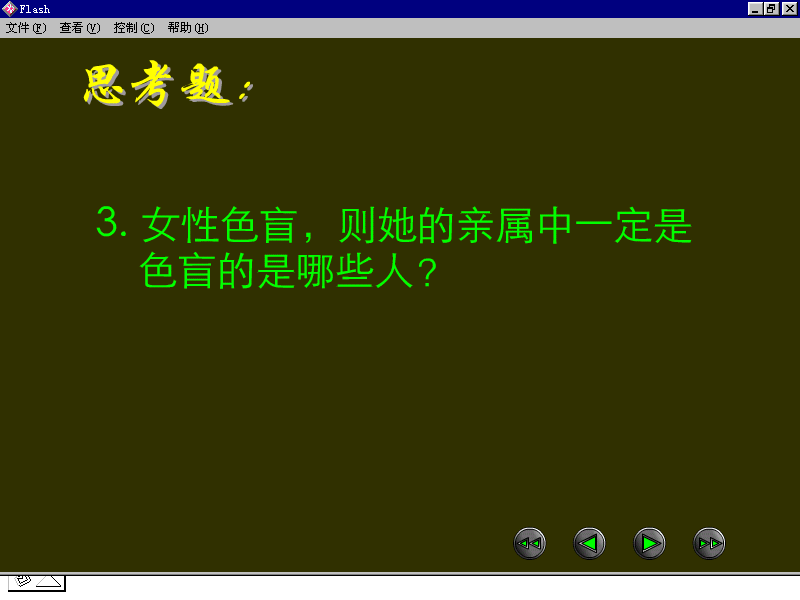 Flash
文件(F) 查看(V) 控制(C) 帮助(H)
思考题：
3. 女性色盲，则她的亲属中一定是
色盲的是哪些人？